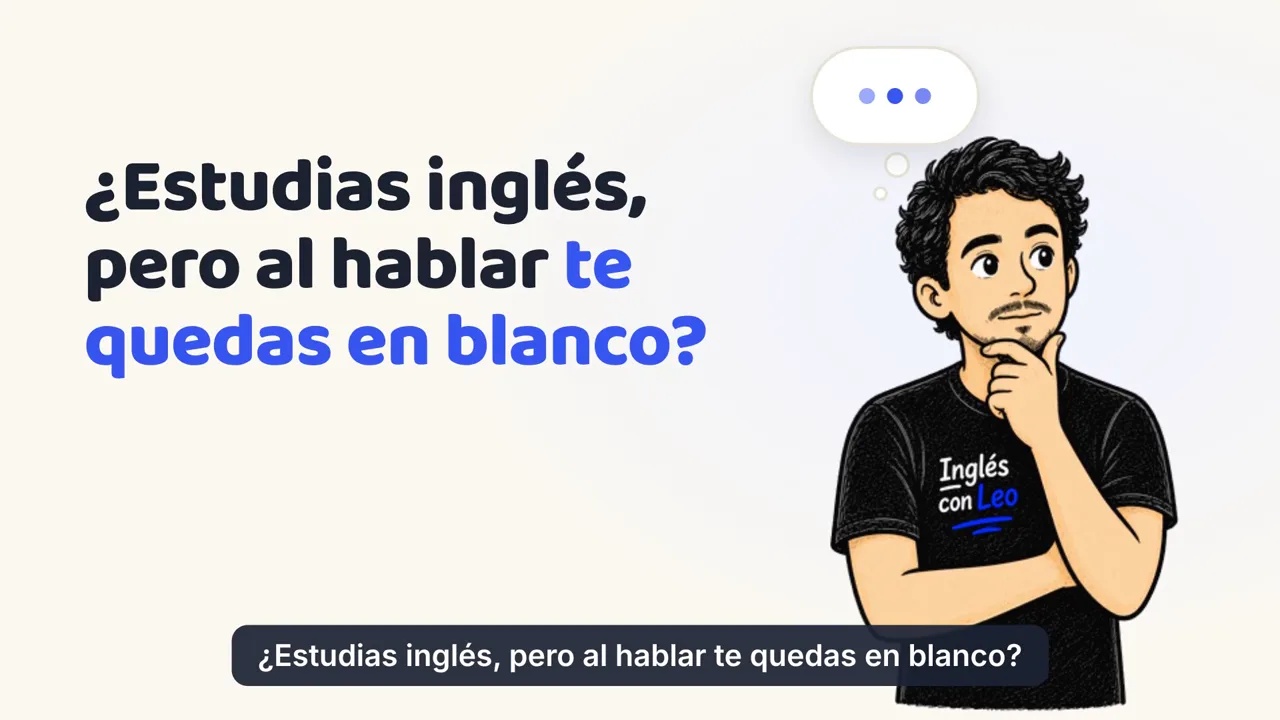 ¿Estudias inglés,
pero al hablar te
quedas en blanco?
Inglés
con Leo
¿Estudias inglés, pero al hablar te quedas en blanco?